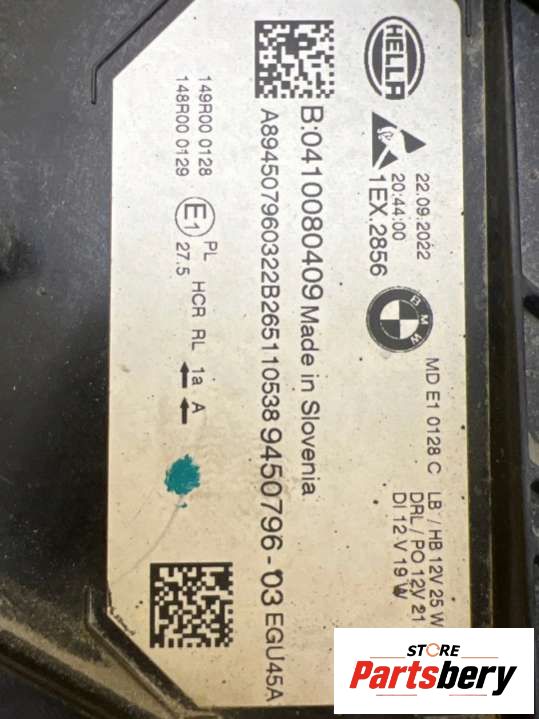 HELLA
22.09.2022
20:44:00
1EX.2856
BMW
MD E1 0128 C
LB / HB 12V 25 W
DRL / PO 12V 21
DI 12 V 19 W
B:0410080409 Made in Slovenia
A894507960322B265110538 9450796-03 EGU45A
149R00 0128
148R00 0129
E1
PL
27.5
HCR RL 1a A
STORE
Partsbery